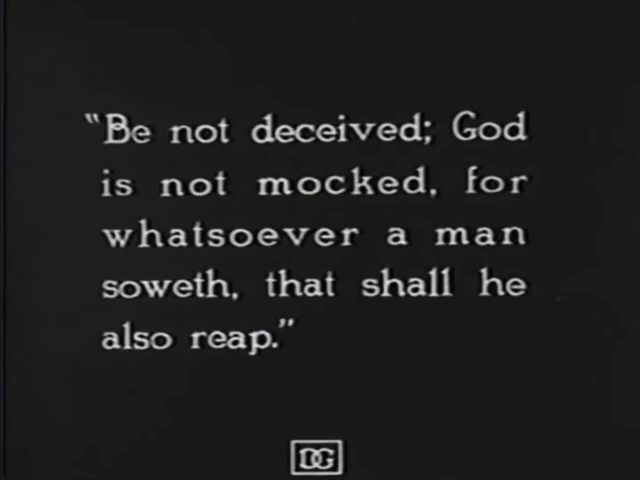 "Be not deceived; God
is not mocked, for
whatsoever a man
soweth, that shall he
also reap."
DG